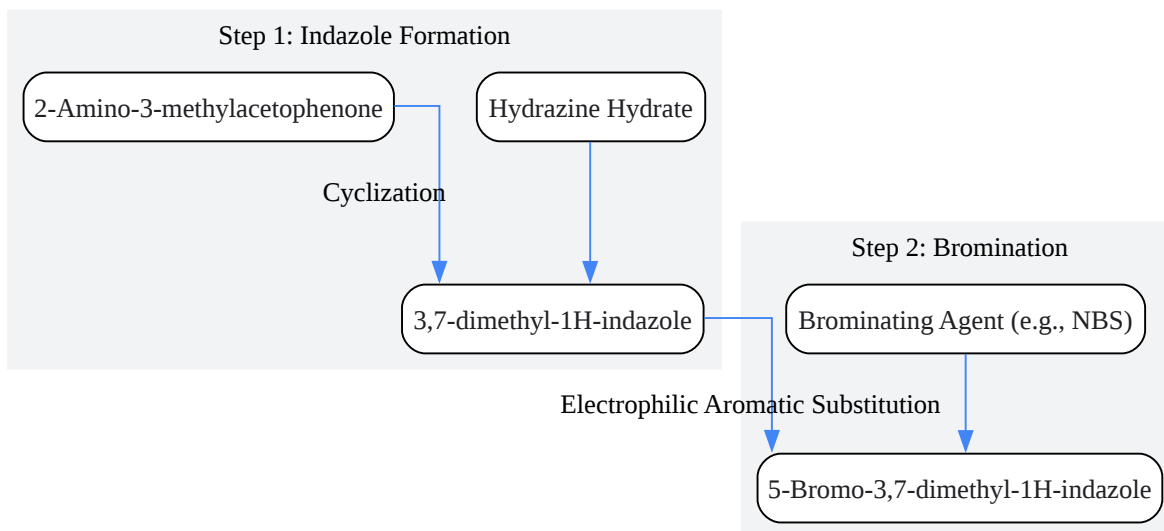 Step 1: Indazole Formation
2-Amino-3-methylacetophenone
Hydrazine Hydrate
Cyclization
3,7-dimethyl-1H-indazole
Step 2: Bromination
Brominating Agent (e.g., NBS)
Electrophilic Aromatic Substitution
5-Bromo-3,7-dimethyl-1H-indazole